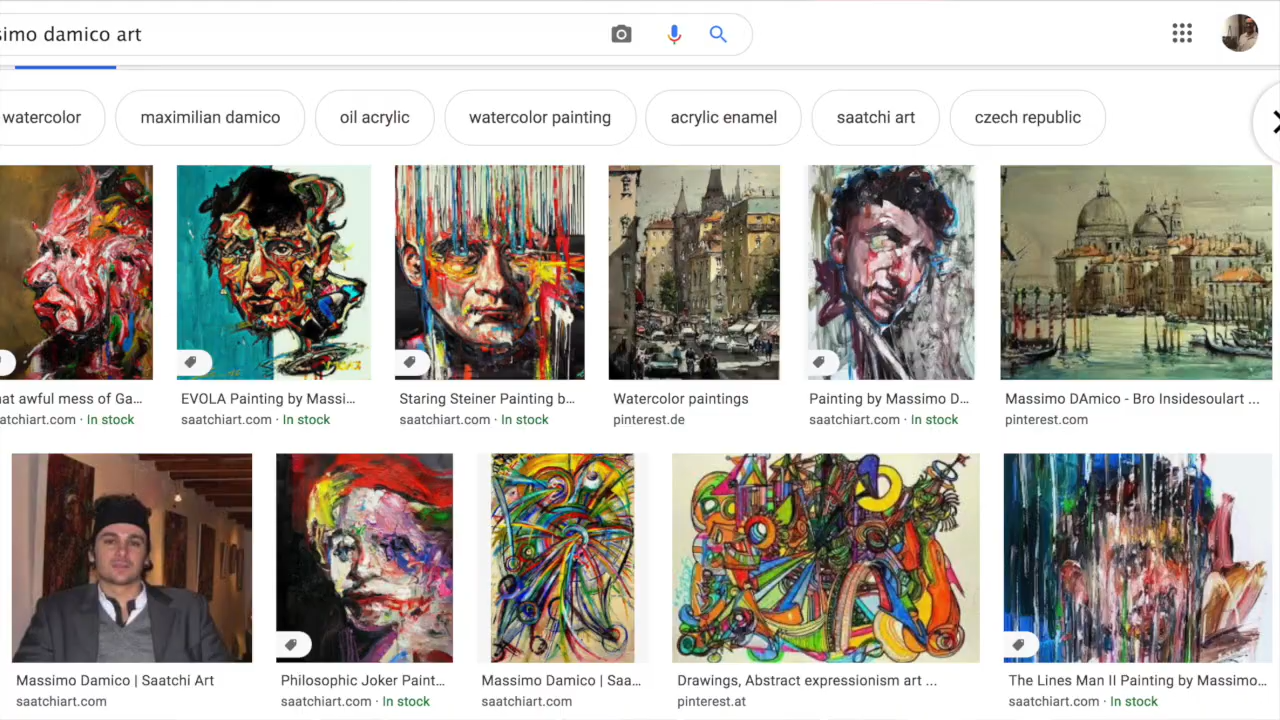 simo damico art
watercolor
maximilian damico
oil acrylic
watercolor painting
acrylic enamel
saatchi art
czech republic
at awful mess of Ga...
EVOLA Painting by Massi...
Staring Steiner Painting b...
Watercolor paintings
Painting by Massimo D...
Massimo DAmico - Bro Insidesoulart ...
atchiart.com · In stock
saatchiart.com · In stock
saatchiart.com · In stock
pinterest.de
saatchiart.com · In stock
pinterest.com
Massimo Damico | Saatchi Art
Philosophic Joker Paint...
Massimo Damico | Saa...
Drawings, Abstract expressionism art ...
The Lines Man II Painting by Massimo...
saatchiart.com
saatchiart.com · In stock
saatchiart.com
pinterest.at
saatchiart.com · In stock